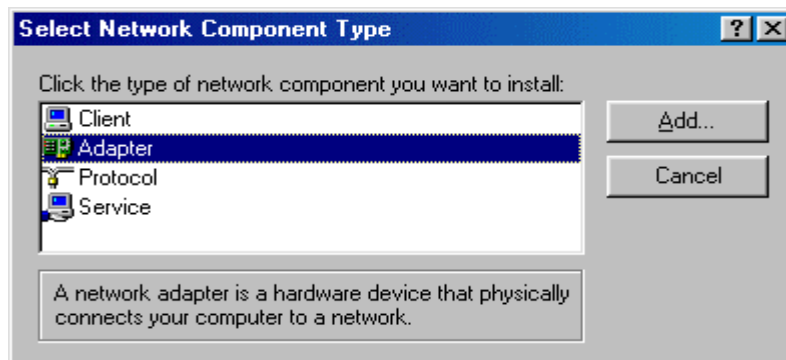 Select Network Component Type
Click the type of network component you want to install:
Client
Add...
Adapter
Protocol
Cancel
Service
A network adapter is a hardware device that physically
connects your computer to a network.